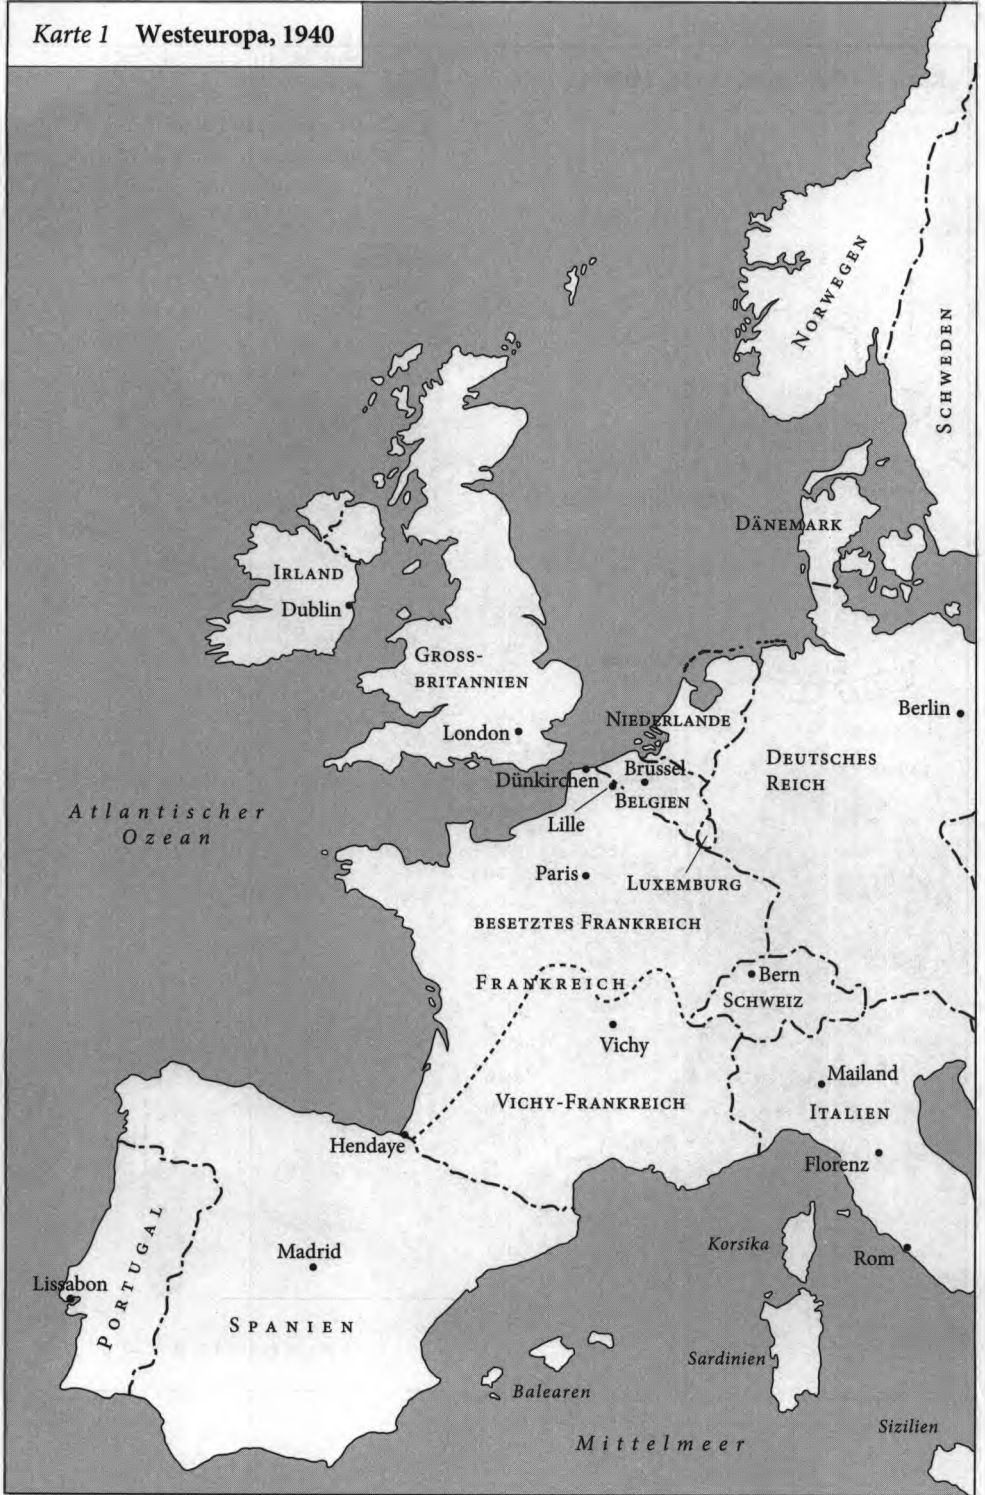 Karte 1 Westeuropa, 1940
NORWEGEN
SCHWEDEN
DÄNEMARK
IRLAND
Dublin
GROSS-
BRITANNIEN
London
NIEDERLANDE
Berlin
DEUTSCHES
REICH
Dünkirchen
Brüssel
BELGIEN
Lille
Atlantischer
Ozean
Paris
LUXEMBURG
BESETZTES FRANKREICH
FRANKREICH
Bern
SCHWEIZ
Vichy
VICHY-FRANKREICH
Mailand
ITALIEN
Hendaye
Florenz
Korsika
Rom
Madrid
Lissabon
PORTUGAL
SPANIEN
Sardinien
Balearen
Sizilien
Mittelmeer